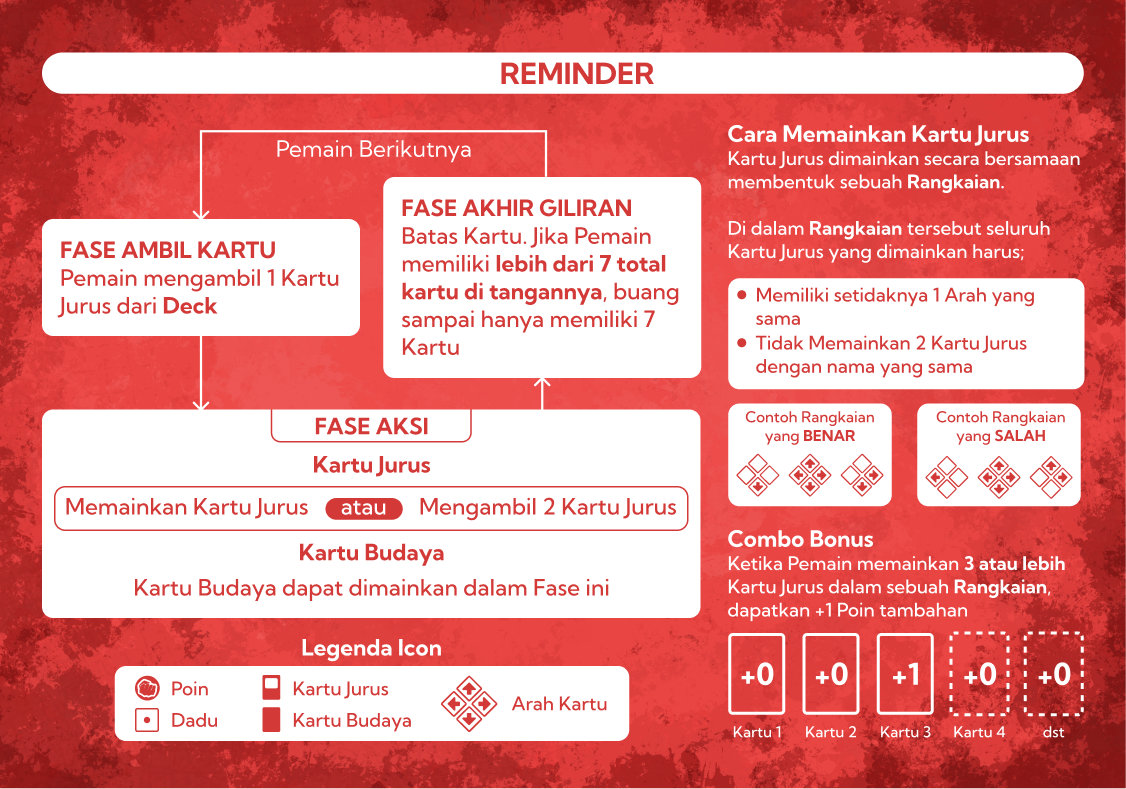 REMINDER
Pemain Berikutnya
FASE AMBIL KARTU
Pemain mengambil 1 Kartu
Jurus dari Deck
FASE AKHIR GILIRAN
Batas Kartu. Jika Pemain
memiliki lebih dari 7 total
kartu di tangannya, buang
sampai hanya memiliki 7
Kartu
FASE AKSI
Kartu Jurus
Memainkan Kartu Jurus atau Mengambil 2 Kartu Jurus
Kartu Budaya
Kartu Budaya dapat dimainkan dalam Fase ini
Legenda Icon
Poin
Dadu
Kartu Jurus
Kartu Budaya
Arah Kartu
Cara Memainkan Kartu Jurus
Kartu Jurus dimainkan secara bersamaan
membentuk sebuah Rangkaian.
Di dalam Rangkaian tersebut seluruh
Kartu Jurus yang dimainkan harus;
Memiliki setidaknya 1 Arah yang
sama
Tidak Memainkan 2 Kartu Jurus
dengan nama yang sama
Contoh Rangkaian
yang BENAR
Contoh Rangkaian
yang SALAH
Combo Bonus
Ketika Pemain memainkan 3 atau lebih
Kartu Jurus dalam sebuah Rangkaian,
dapatkan +1 Poin tambahan
+0 +0 +1 +0 +0
Kartu 1 Kartu 2 Kartu 3 Kartu 4 dst